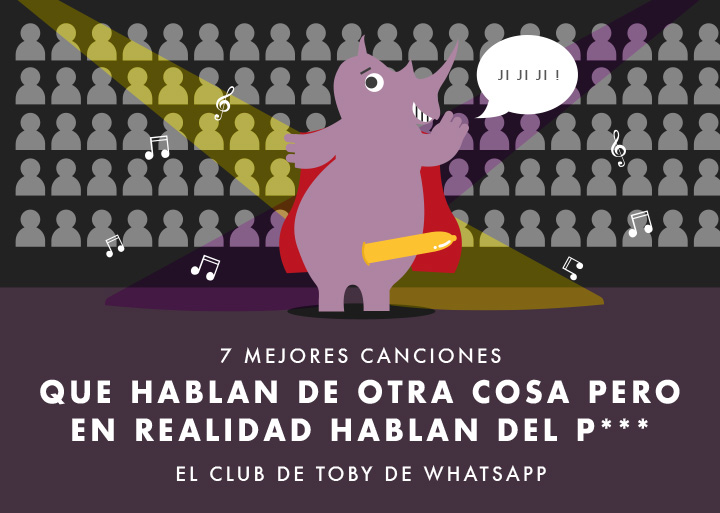 JI JI JI !
7 MEJORES CANCIONES
QUE HABLAN DE OTRA COSA PERO
EN REALIDAD HABLAN DEL P***
EL CLUB DE TOBY DE WHATSAPP